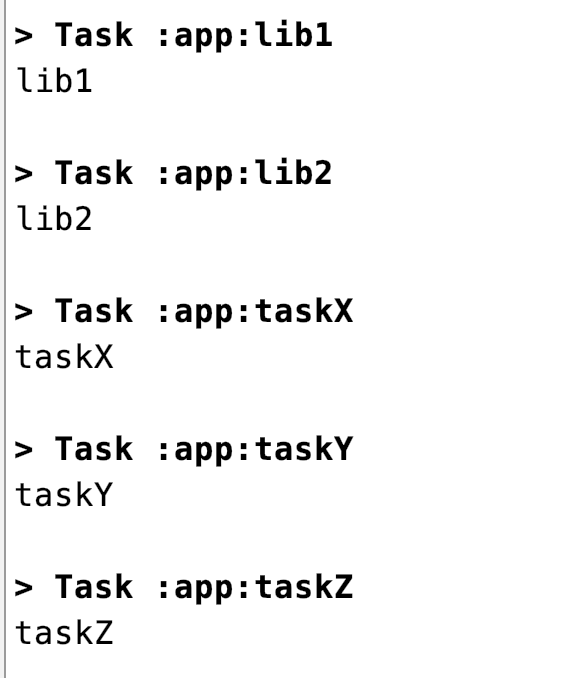 > Task :app:lib1
lib1
> Task :app:lib2
lib2
> Task :app:taskX
taskX
> Task :app:taskY
taskY
> Task :app:taskZ
taskZ